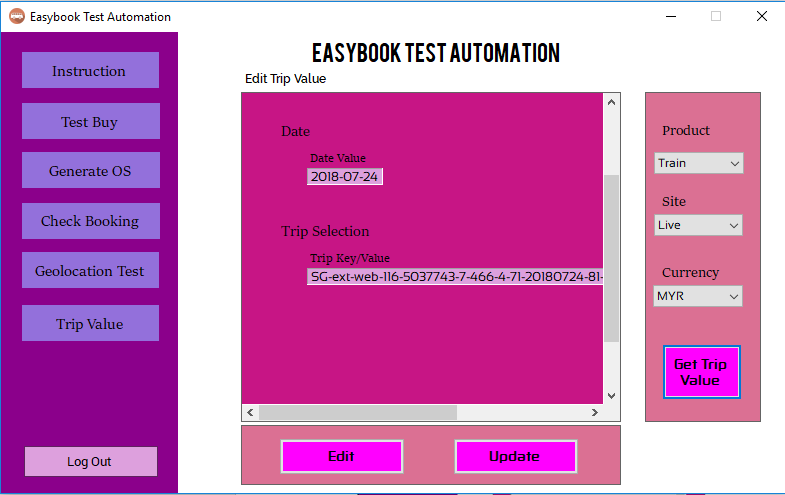 Easybook Test Automation
EASYBOOK TEST AUTOMATION
Edit Trip Value
Instruction
Test Buy
Generate OS
Check Booking
Geolocation Test
Trip Value
Log Out
Date
Date Value
2018-07-24
Trip Selection
Trip Key/Value
SG-ext-web-116-5037743-7-466-4-71-20180724-81-
Edit
Update
Product
Train
Site
Live
Currency
MYR
Get Trip
Value